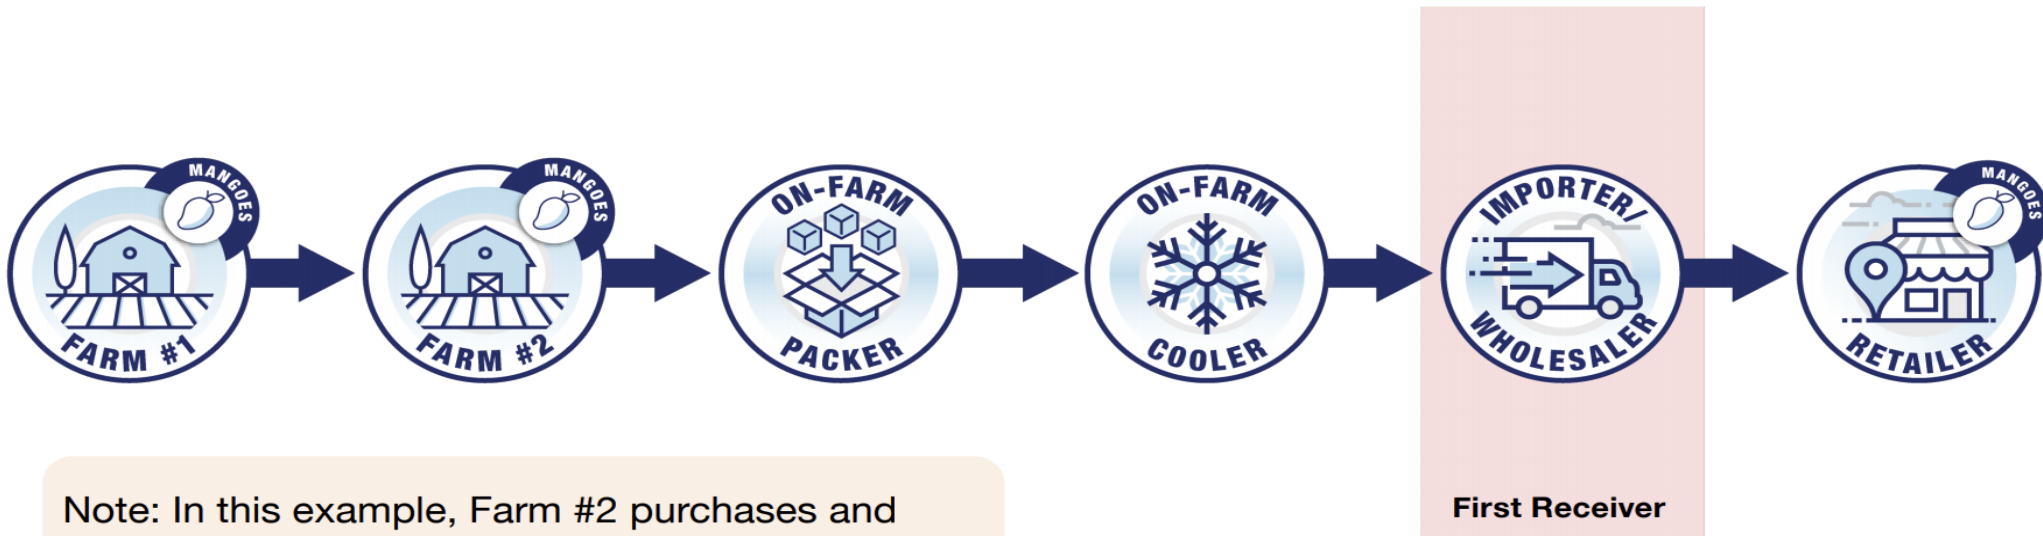 MANGOES
FARM #1
MANGOES
FARM #2
ON-FARM
PACKER
ON-FARM
COOLER
IMPORTER/
WHOLESALER
MANGOES
RETAILER
Note: In this example, Farm #2 purchases and
First Receiver